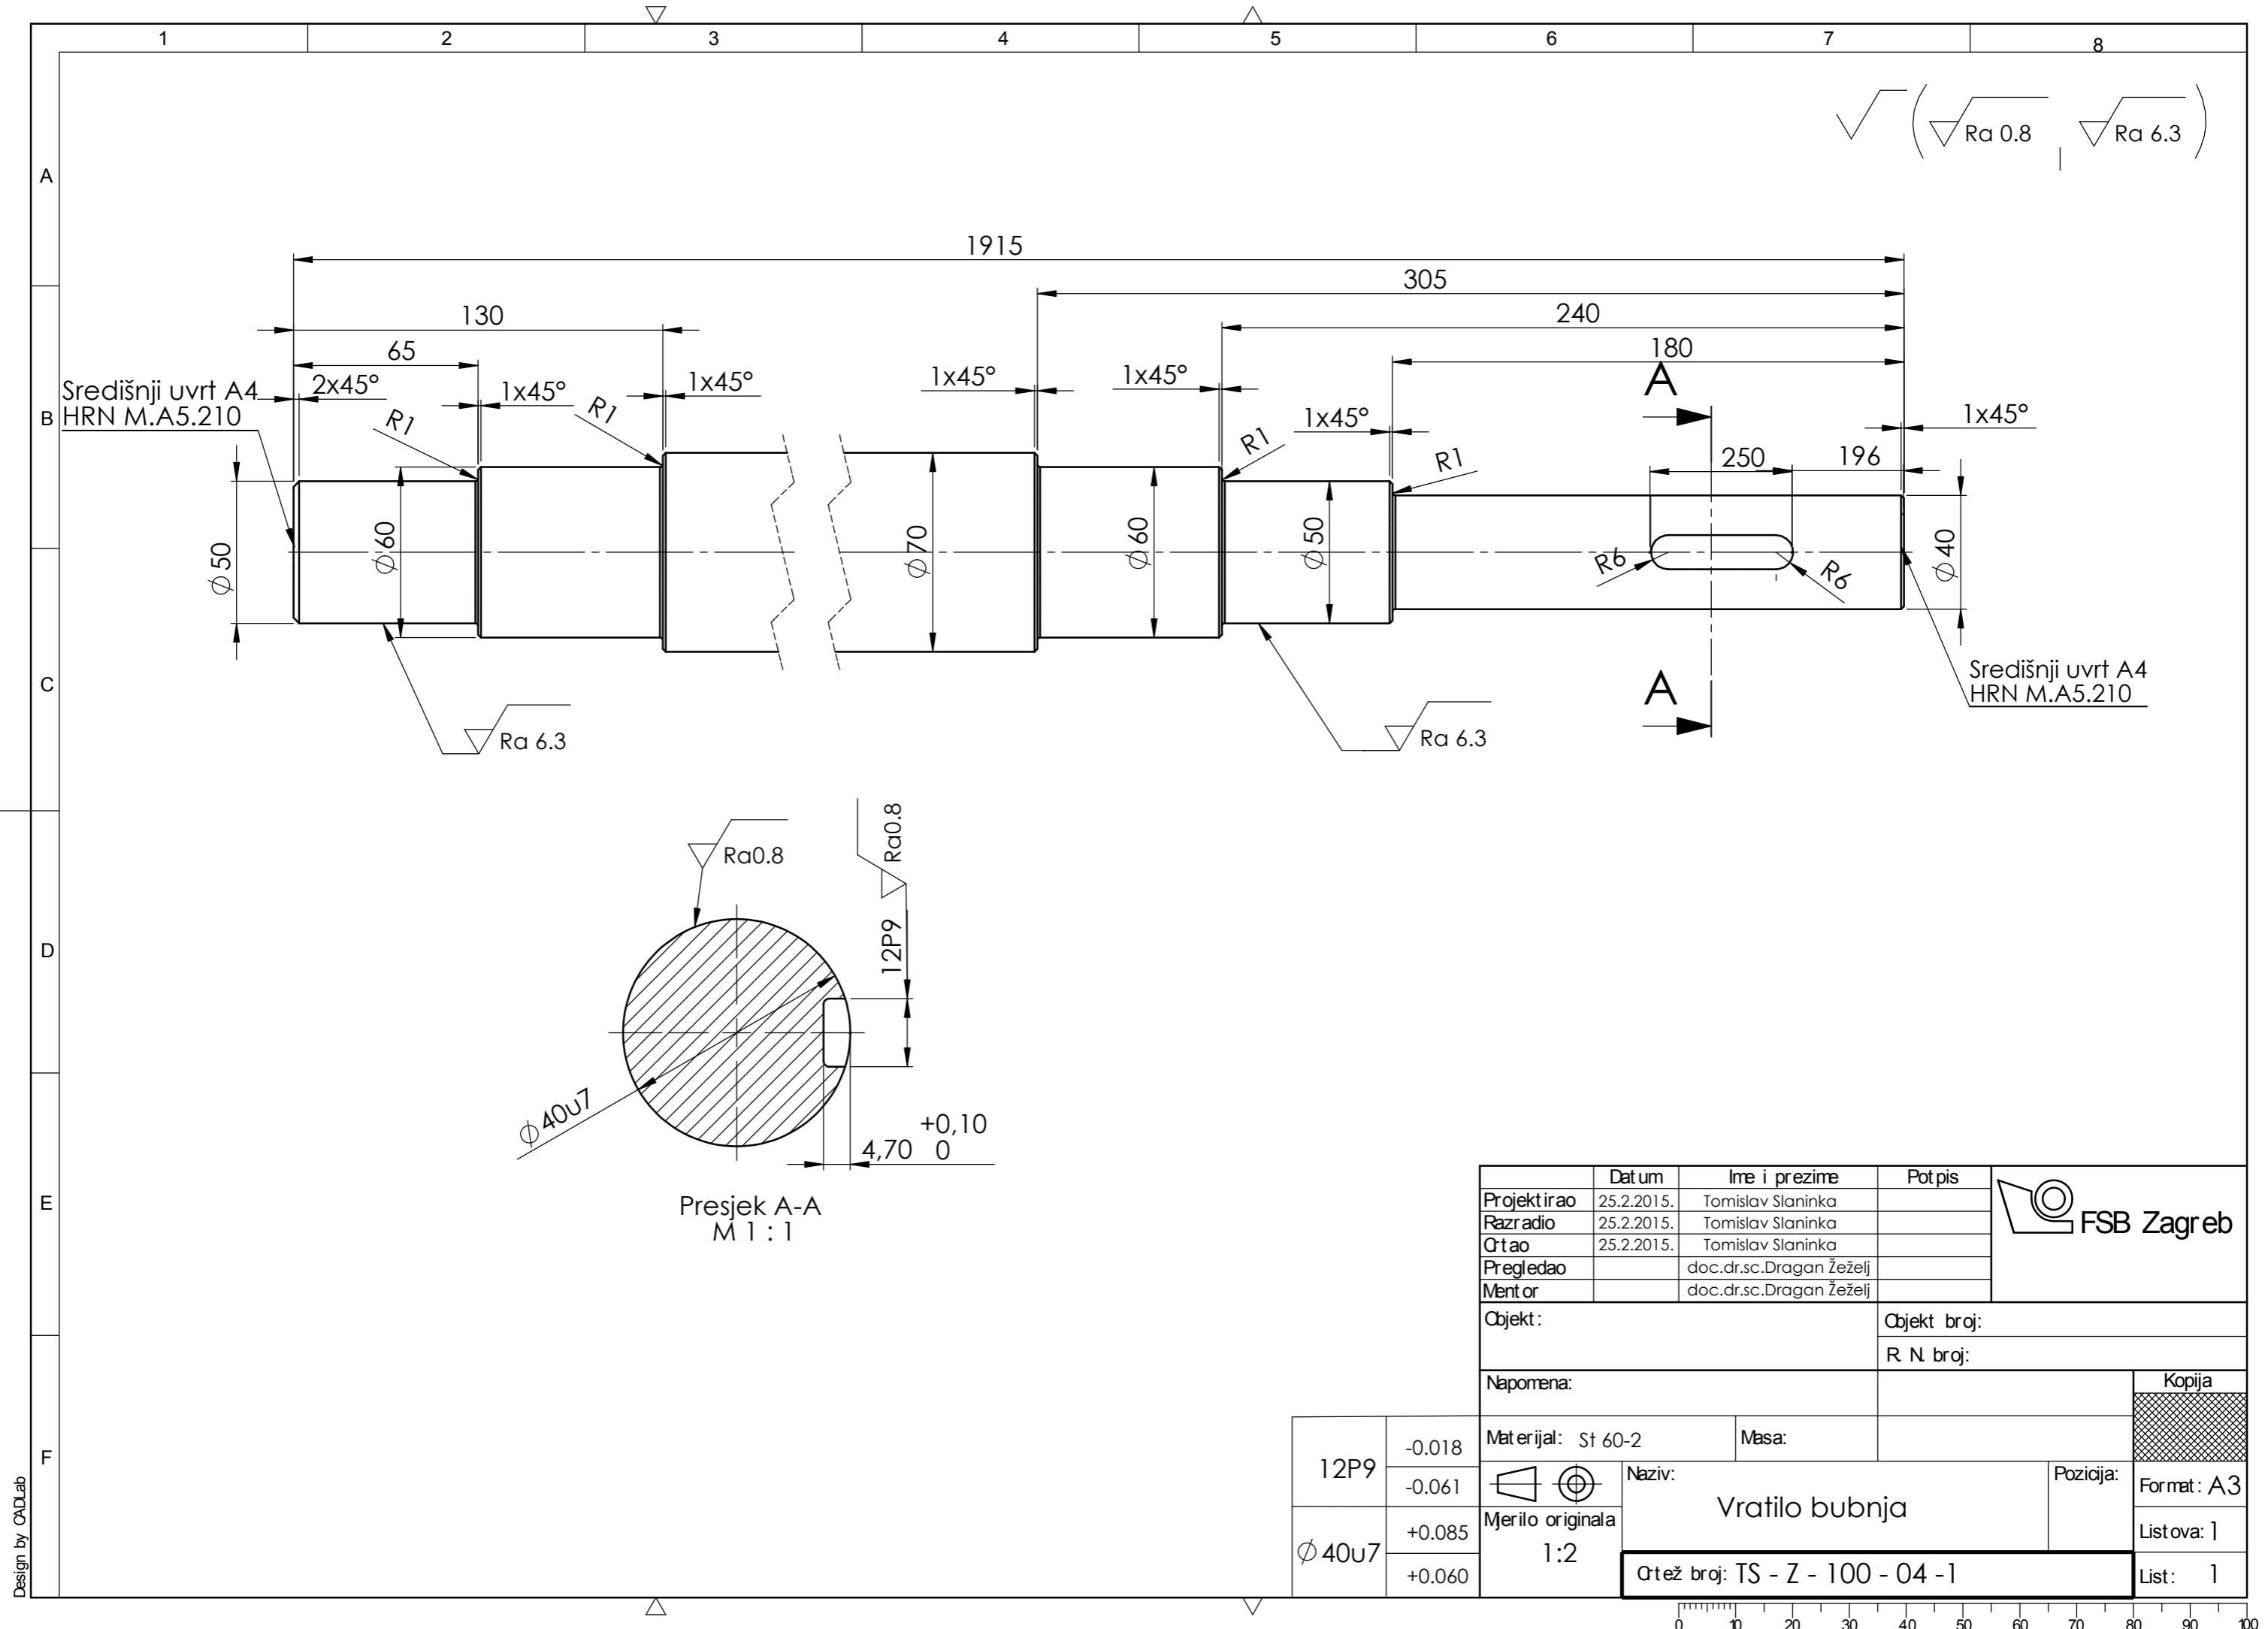 1 2 3 4 5 6 7 8
A
B
C
D
E
F
Ra 0.8 Ra 6.3
1915
305
130
240
65
180
A
Središnji uvrt A4
HRN M.A5.210
2x45°
1x45°
1x45°
1x45°
1x45°
1x45°
1x45°
R1
R1
R1
R1
250
196
Ø50
Ø60
Ø70
Ø60
Ø50
R6
R6
Ø40
A
Središnji uvrt A4
HRN M.A5.210
Ra 6.3
Ra 6.3
Ra0.8
Ra0.8
12P9
Ø40u7
+0,10
4,70 0
Presjek A-A
M 1 : 1
Datum Ime i prezime Potpis
Projektirao 25.2.2015. Tomislav Slaninka
Razradio 25.2.2015. Tomislav Slaninka
Crtao 25.2.2015. Tomislav Slaninka
Pregledao doc.dr.sc.Dragan Žeželj
Mentor doc.dr.sc.Dragan Žeželj
FSB Zagreb
Objekt:
Objekt broj:
R. N. broj:
Napomena:
Kopija
Materijal: St 60-2
Masa:
12P9
-0.018
-0.061
Ø40u7
+0.085
+0.060
Mjerilo originala
1:2
Naziv:
Vratilo bubnja
Pozicija:
Format: A3
Listova: 1
Crtež broj: TS - Z - 100 - 04 -1
List: 1
Design by CADLab
0 10 20 30 40 50 60 70 80 90 100